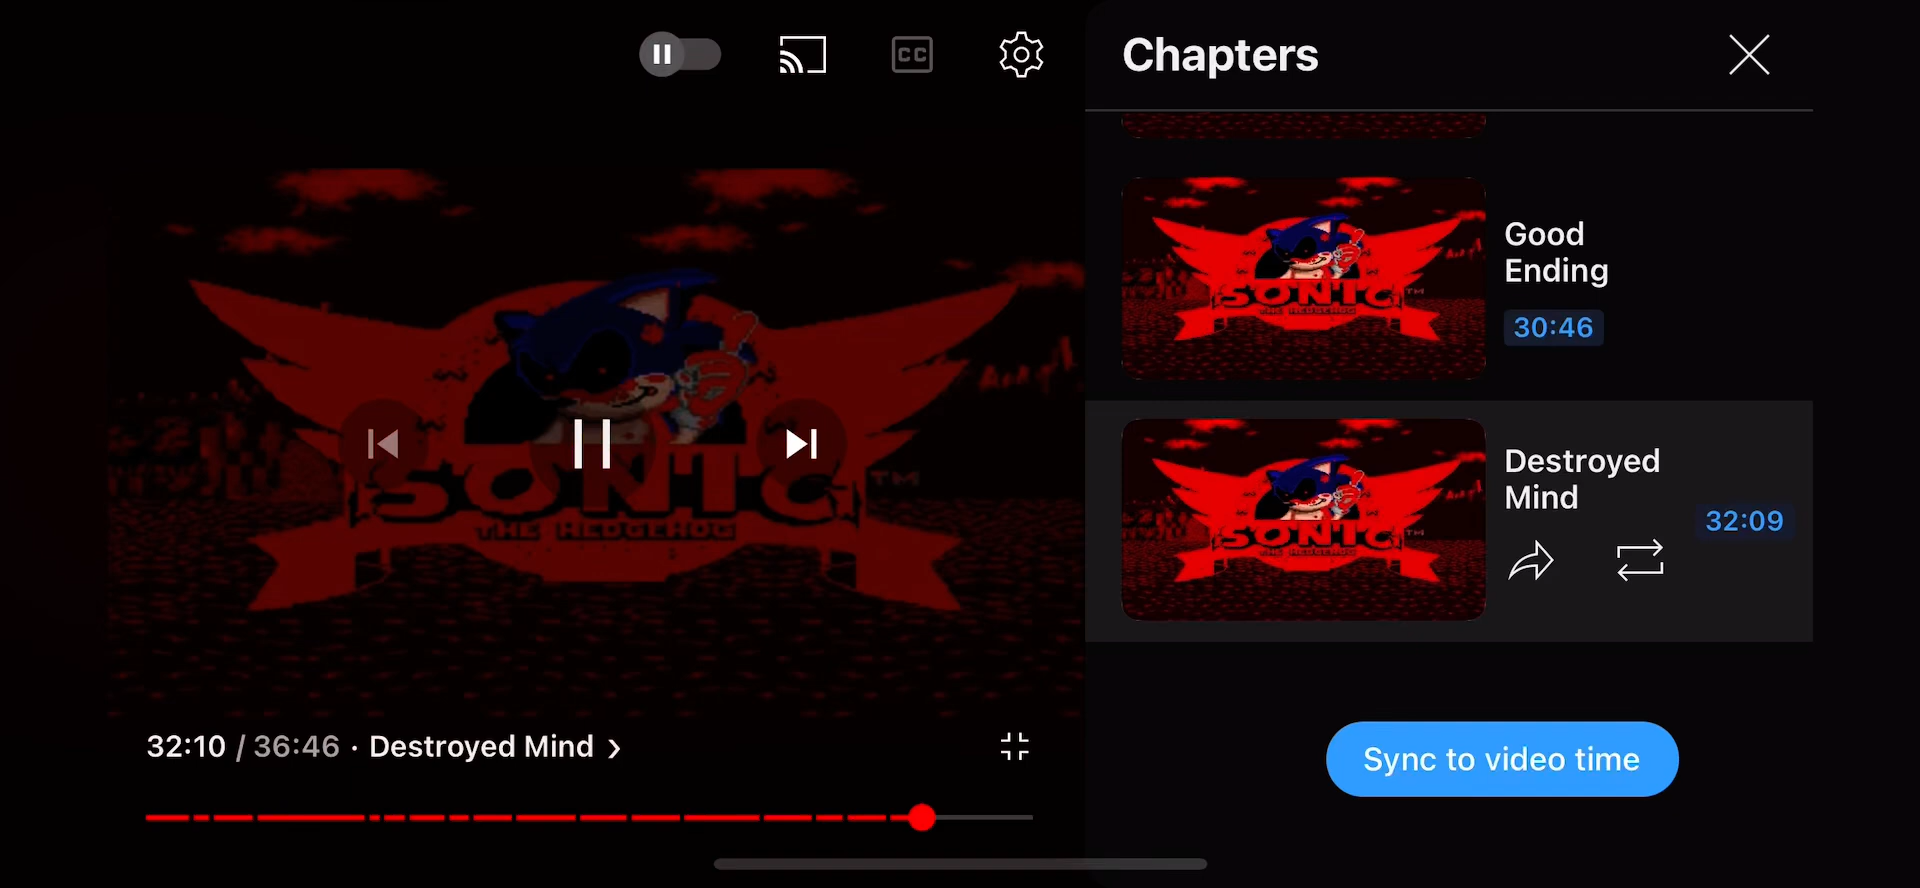 CC
Chapters
SONIC
THE HEDGEHOG
TM
SONIC
THE HEDGEHOG
TM
Good
Ending
30:46
SONIC
THE HEDGEHOG
TM
Destroyed
Mind
32:09
32:10 / 36:46 · Destroyed Mind
Sync to video time